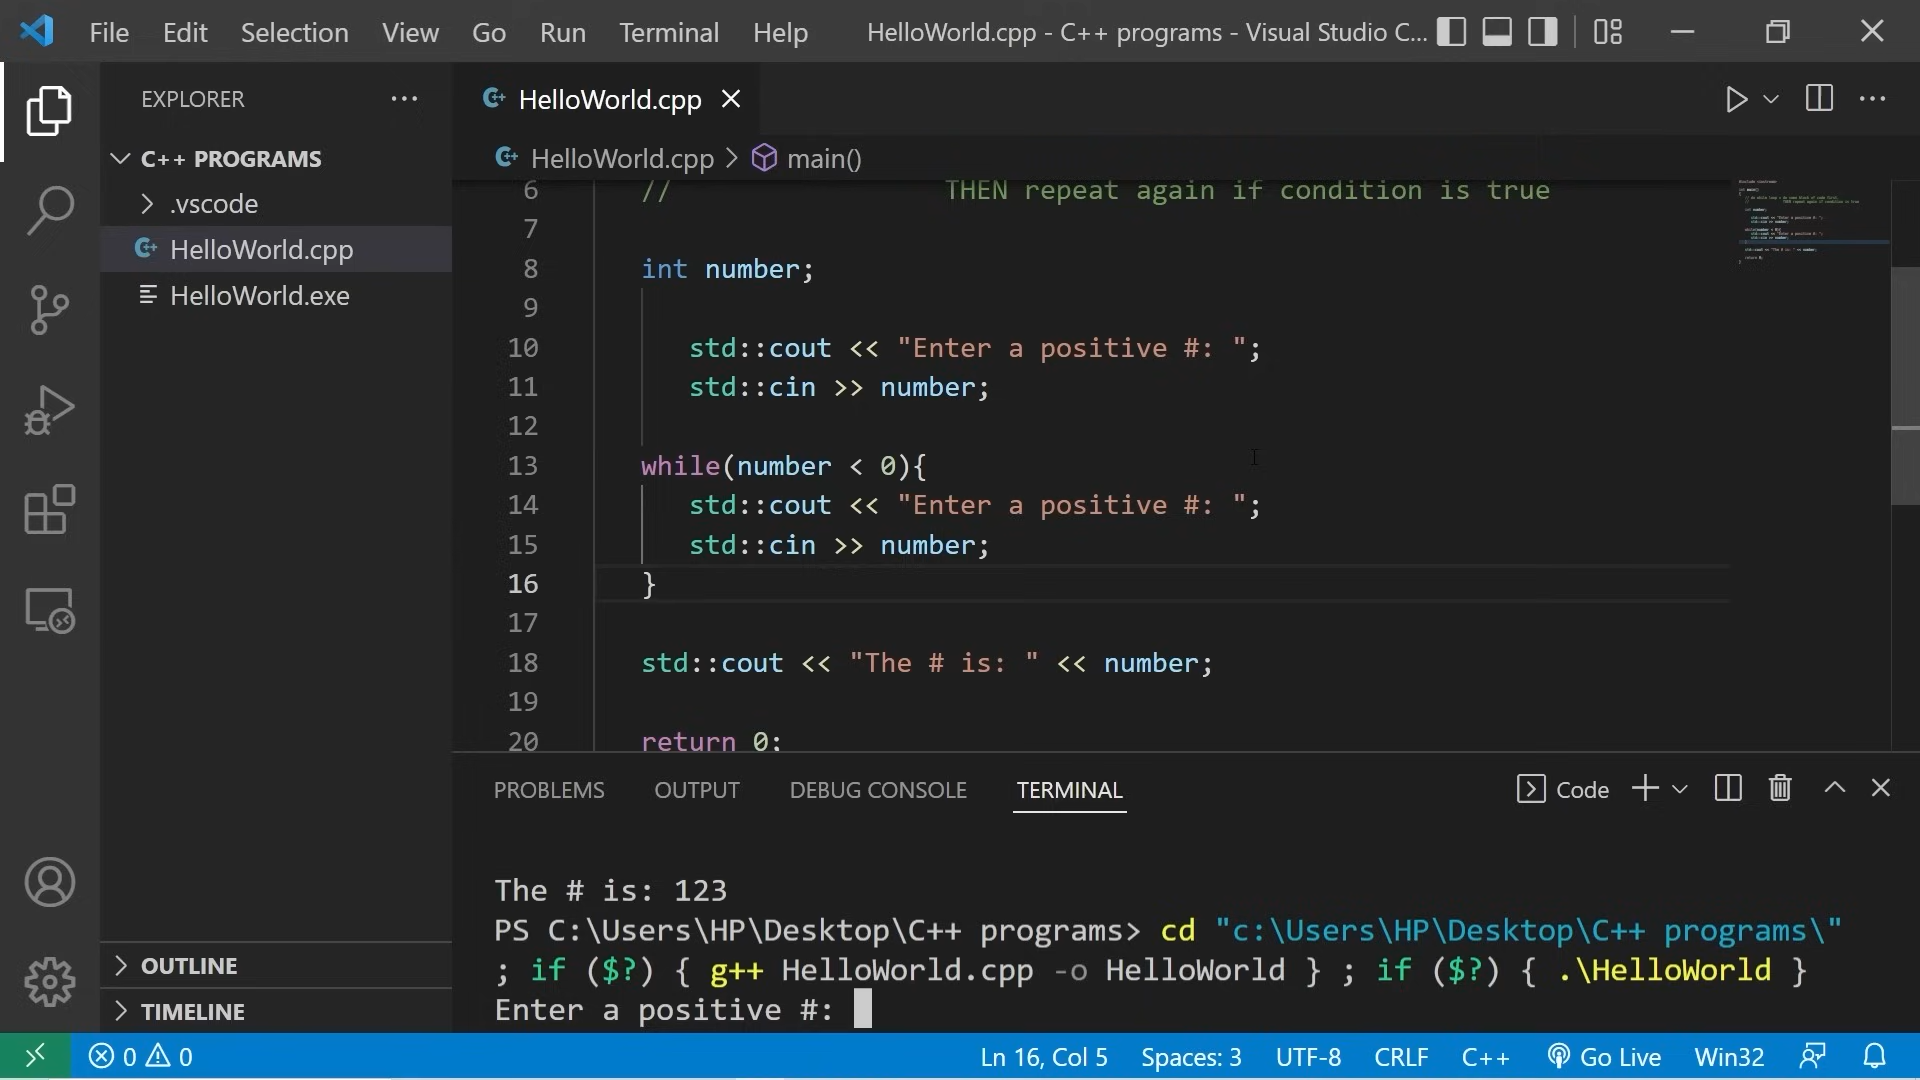 File Edit Selection View Go Run Terminal Help HelloWorld.cpp - C++ programs - Visual Studio C...
EXPLORER
C++ PROGRAMS
.vscode
HelloWorld.cpp
HelloWorld.exe
OUTLINE
TIMELINE
HelloWorld.cpp
HelloWorld.cpp > main()
6 // THEN repeat again if condition is true
7
8 int number;
9
10 std::cout << "Enter a positive #: ";
11 std::cin >> number;
12
13 while(number < 0){
14 std::cout << "Enter a positive #: ";
15 std::cin >> number;
16 }
17
18 std::cout << "The # is: " << number;
19
20 return 0;
PROBLEMS OUTPUT DEBUG CONSOLE TERMINAL Code
The # is: 123
PS C:\Users\HP\Desktop\C++ programs> cd "c:\Users\HP\Desktop\C++ programs\"
; if ($?) { g++ HelloWorld.cpp -o HelloWorld } ; if ($?) { .\HelloWorld }
Enter a positive #:
0 0 Ln 16, Col 5 Spaces: 3 UTF-8 CRLF C++ Go Live Win32